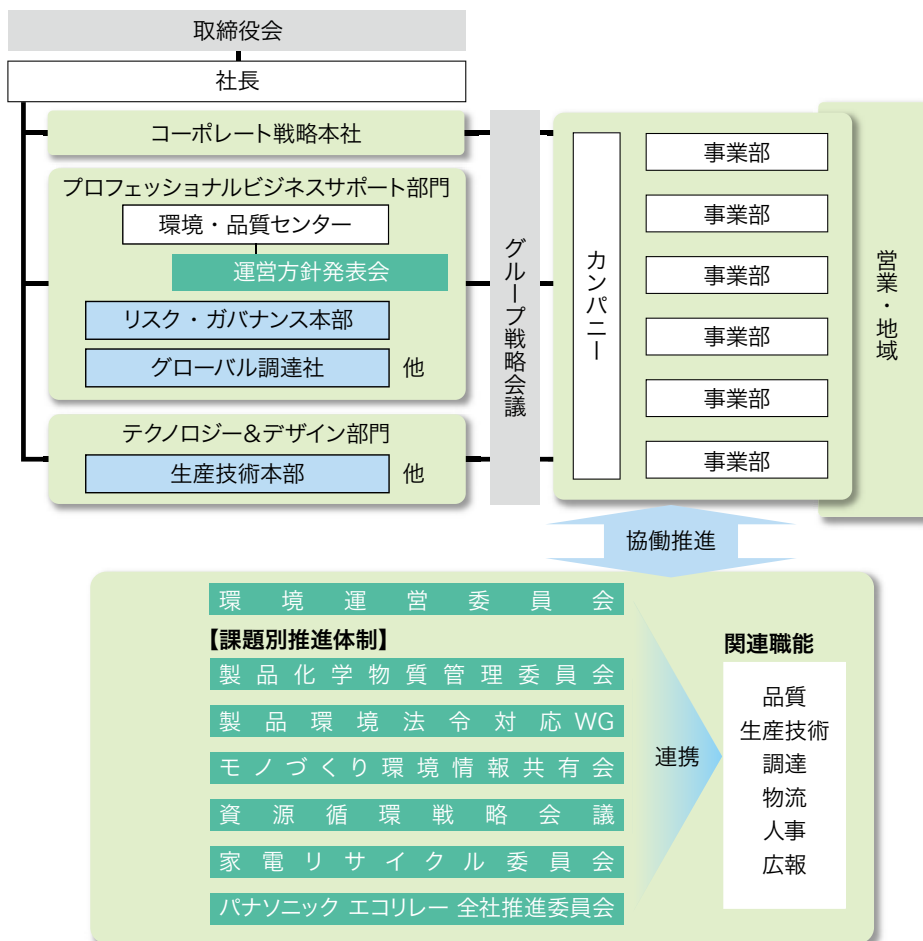 取締役会
社長
コーポレート戦略本社
プロフェッショナルビジネスサポート部門
環境・品質センター
運営方針発表会
リスク・ガバナンス本部
グローバル調達社 他
テクノロジー&デザイン部門
生産技術本部 他
グループ戦略会議
カンパニー
事業部
事業部
事業部
事業部
事業部
事業部
営業・地域
協働推進
環境運営委員会
【課題別推進体制】
製品化学物質管理委員会
製品環境法令対応WG
モノづくり環境情報共有会
資源循環戦略会議
家電リサイクル委員会
パナソニック エコリレー 全社推進委員会
連携
関連職能
品質
生産技術
調達
物流
人事
広報